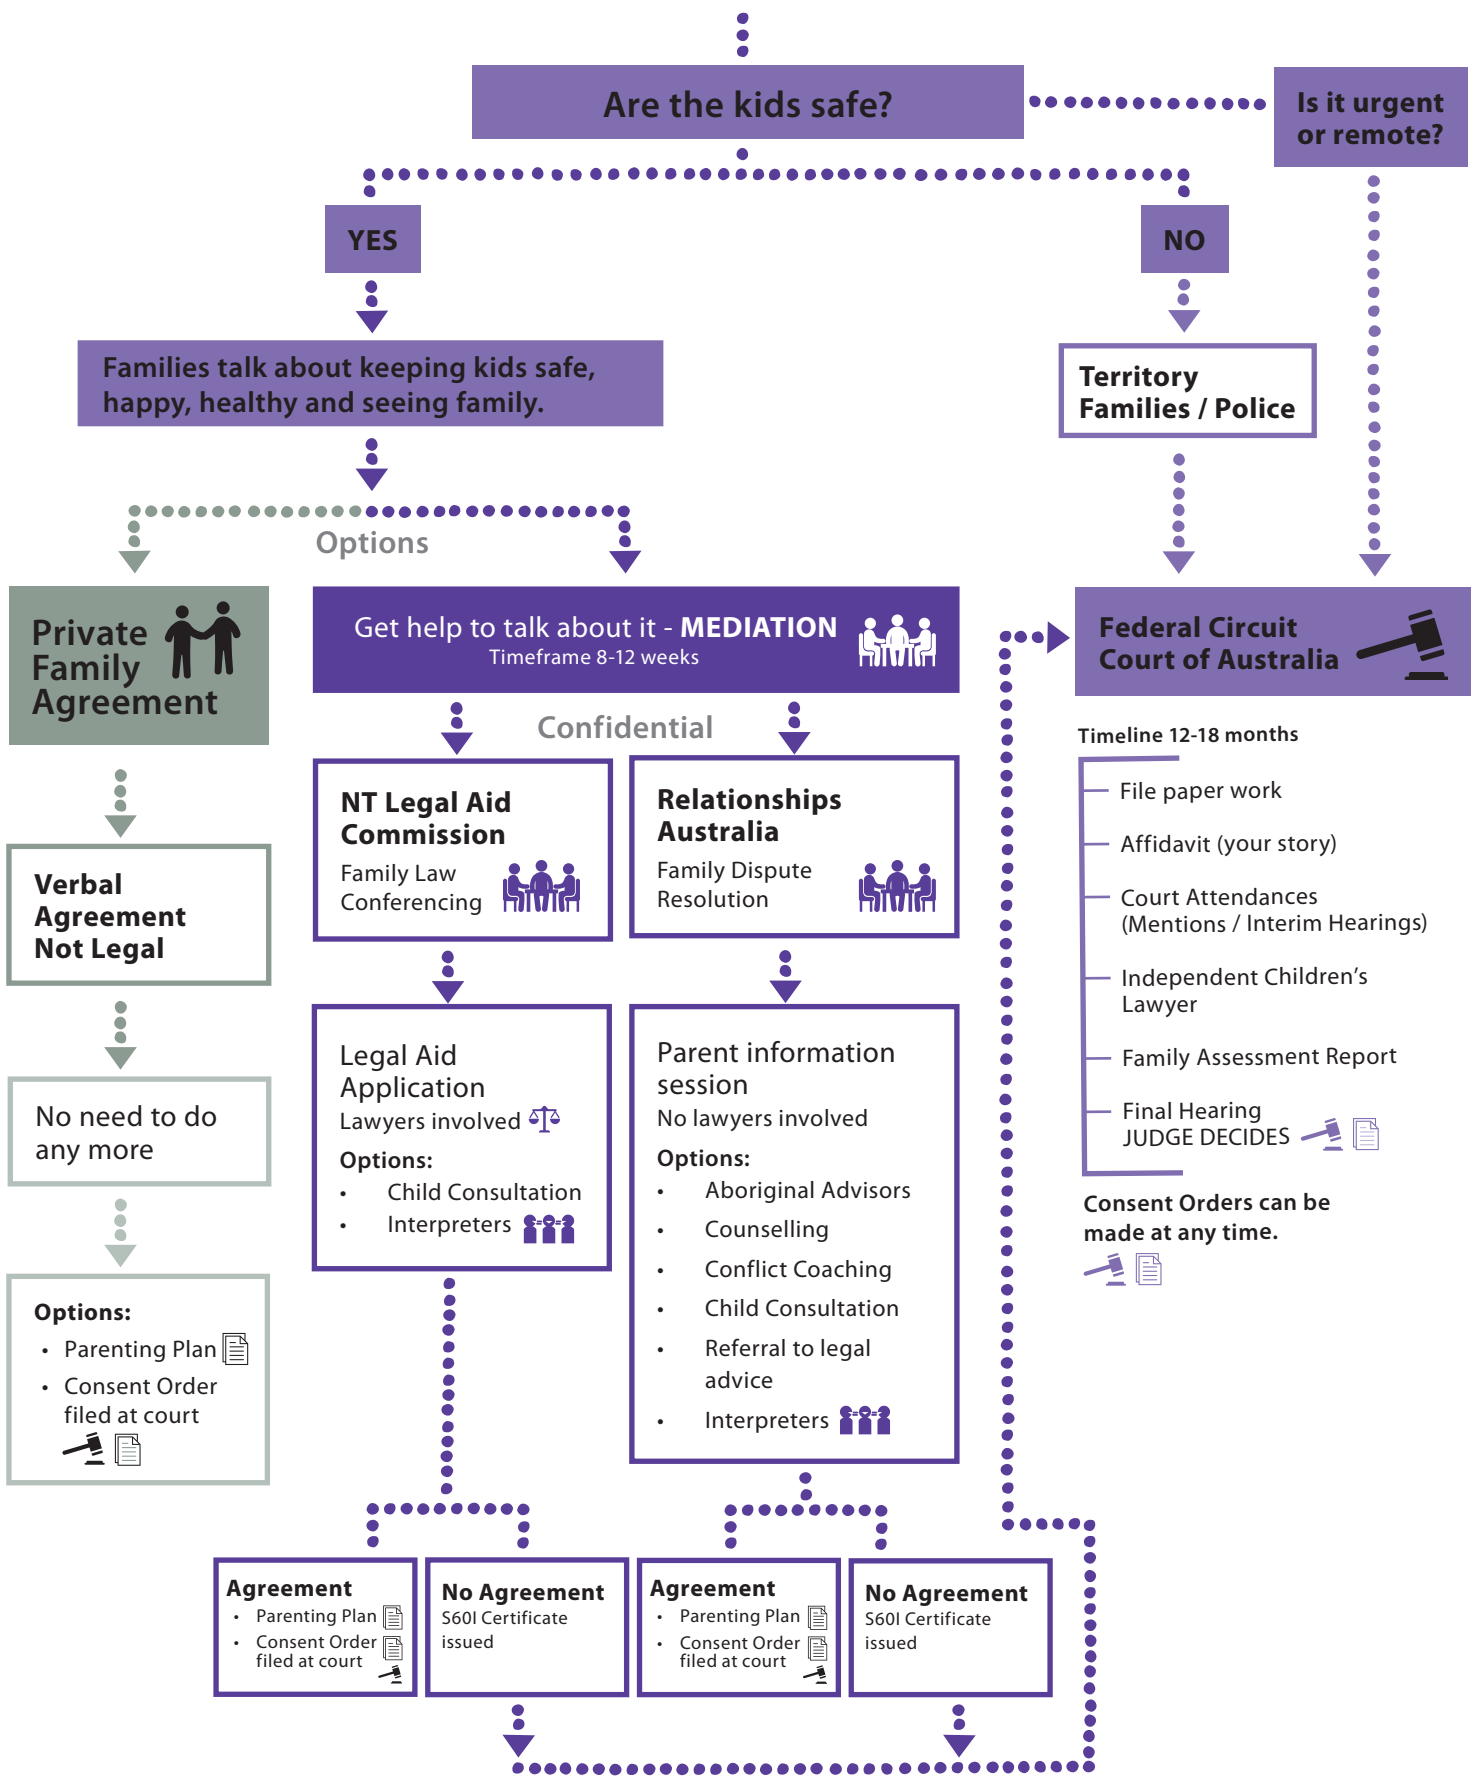 Are the kids safe?
Is it urgent
or remote?
YES
NO
Families talk about keeping kids safe,
happy, healthy and seeing family.
Territory
Families / Police
Options
Private
Family
Agreement
Get help to talk about it - MEDIATION
Timeframe 8-12 weeks
Federal Circuit
Court of Australia
Confidential
Verbal
Agreement
Not Legal
No need to do
any more
Options:
• Parenting Plan
• Consent Order
filed at court
NT Legal Aid
Commission
Family Law
Conferencing
Legal Aid
Application
Lawyers involved
Options:
• Child Consultation
• Interpreters
Relationships
Australia
Family Dispute
Resolution
Parent information
session
No lawyers involved
Options:
• Aboriginal Advisors
• Counselling
• Conflict Coaching
• Child Consultation
• Referral to legal
advice
• Interpreters
Timeline 12-18 months
File paper work
Affidavit (your story)
Court Attendances
(Mentions / Interim Hearings)
Independent Children's
Lawyer
Family Assessment Report
Final Hearing
JUDGE DECIDES
Consent Orders can be
made at any time.
Agreement
• Parenting Plan
• Consent Order
filed at court
No Agreement
S60I Certificate
issued
Agreement
• Parenting Plan
• Consent Order
filed at court
No Agreement
S60I Certificate
issued